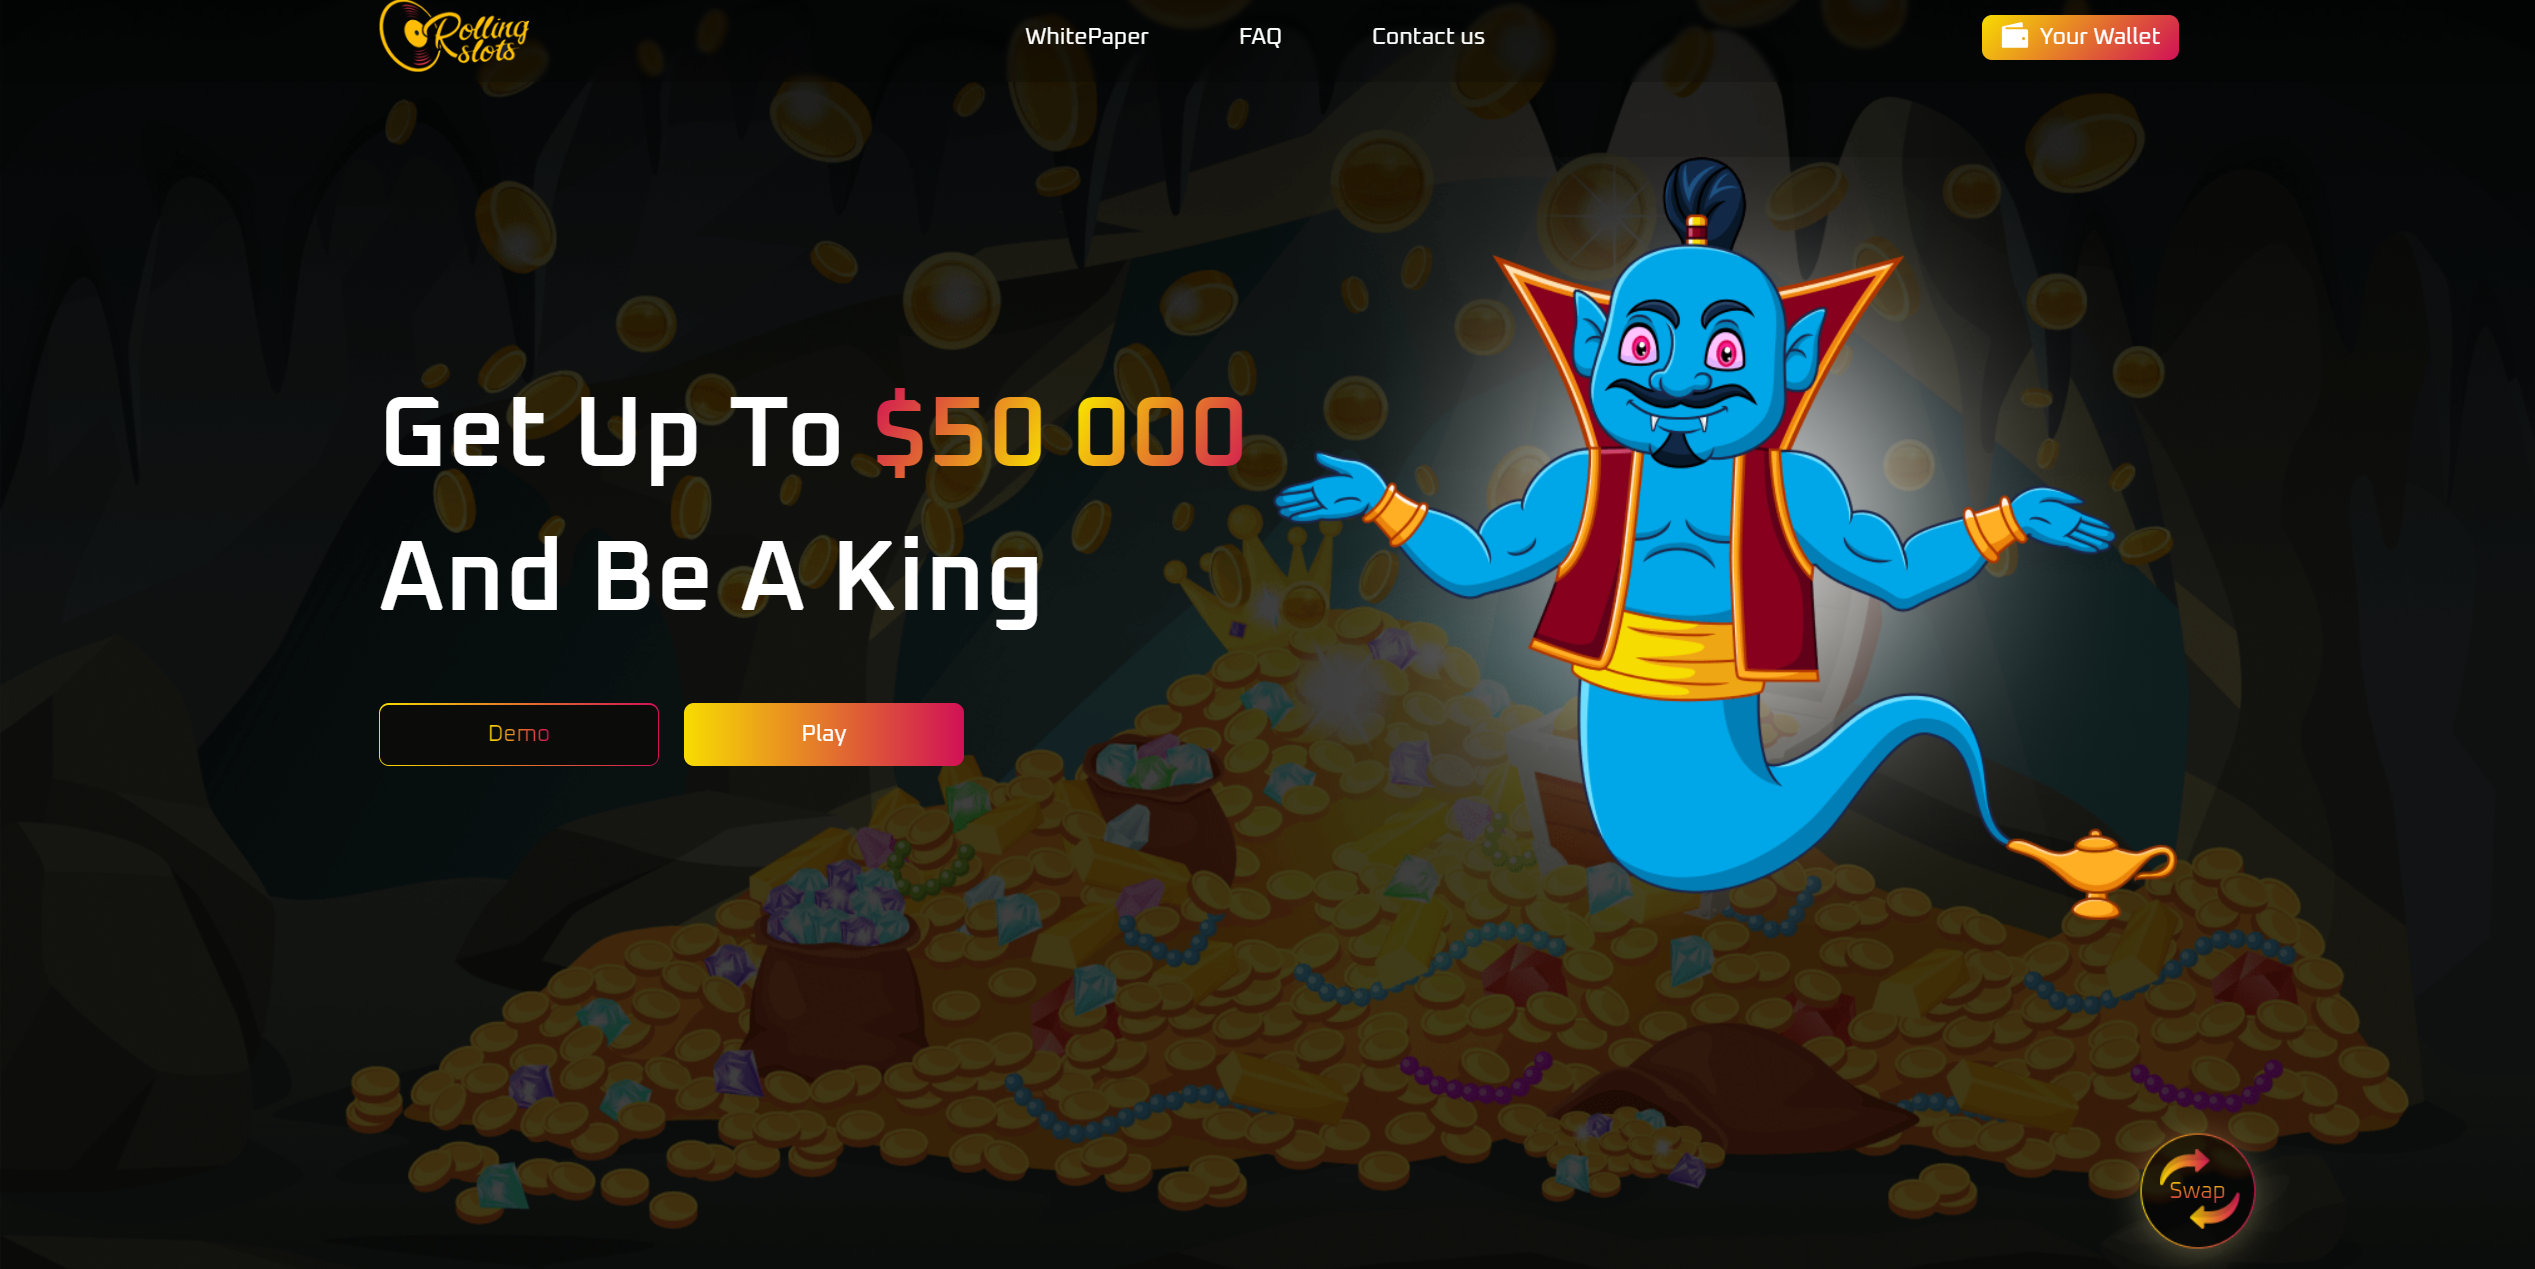 Rolling
slots
WhitePaper
FAQ
Contact us
Your Wallet
Get Up To $50 000
And Be A King
Demo
Play
Swap